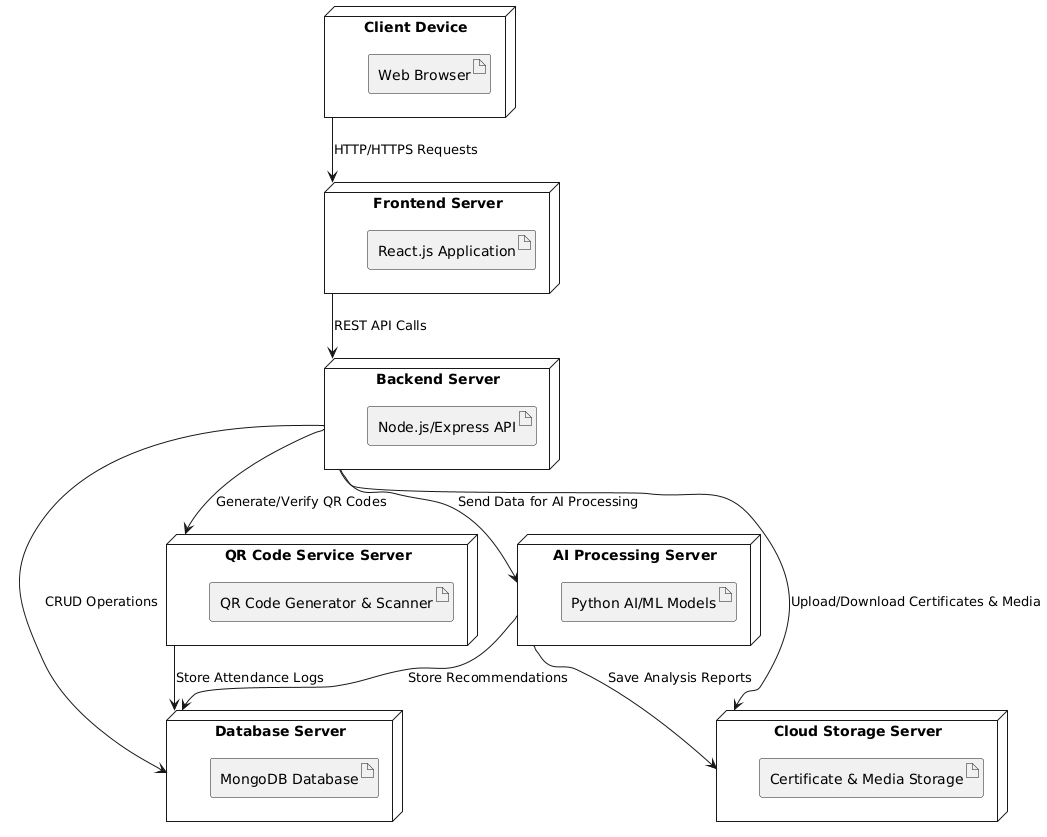 Client Device
Web Browser
HTTP/HTTPS Requests
Frontend Server
React.js Application
REST API Calls
Backend Server
Node.js/Express API
Generate/Verify QR Codes
Send Data for AI Processing
QR Code Service Server
AI Processing Server
CRUD Operations
QR Code Generator & Scanner
Python AI/ML Models
Upload/Download Certificates & Media
Store Attendance Logs
Store Recommendations
Save Analysis Reports
Database Server
Cloud Storage Server
MongoDB Database
Certificate & Media Storage